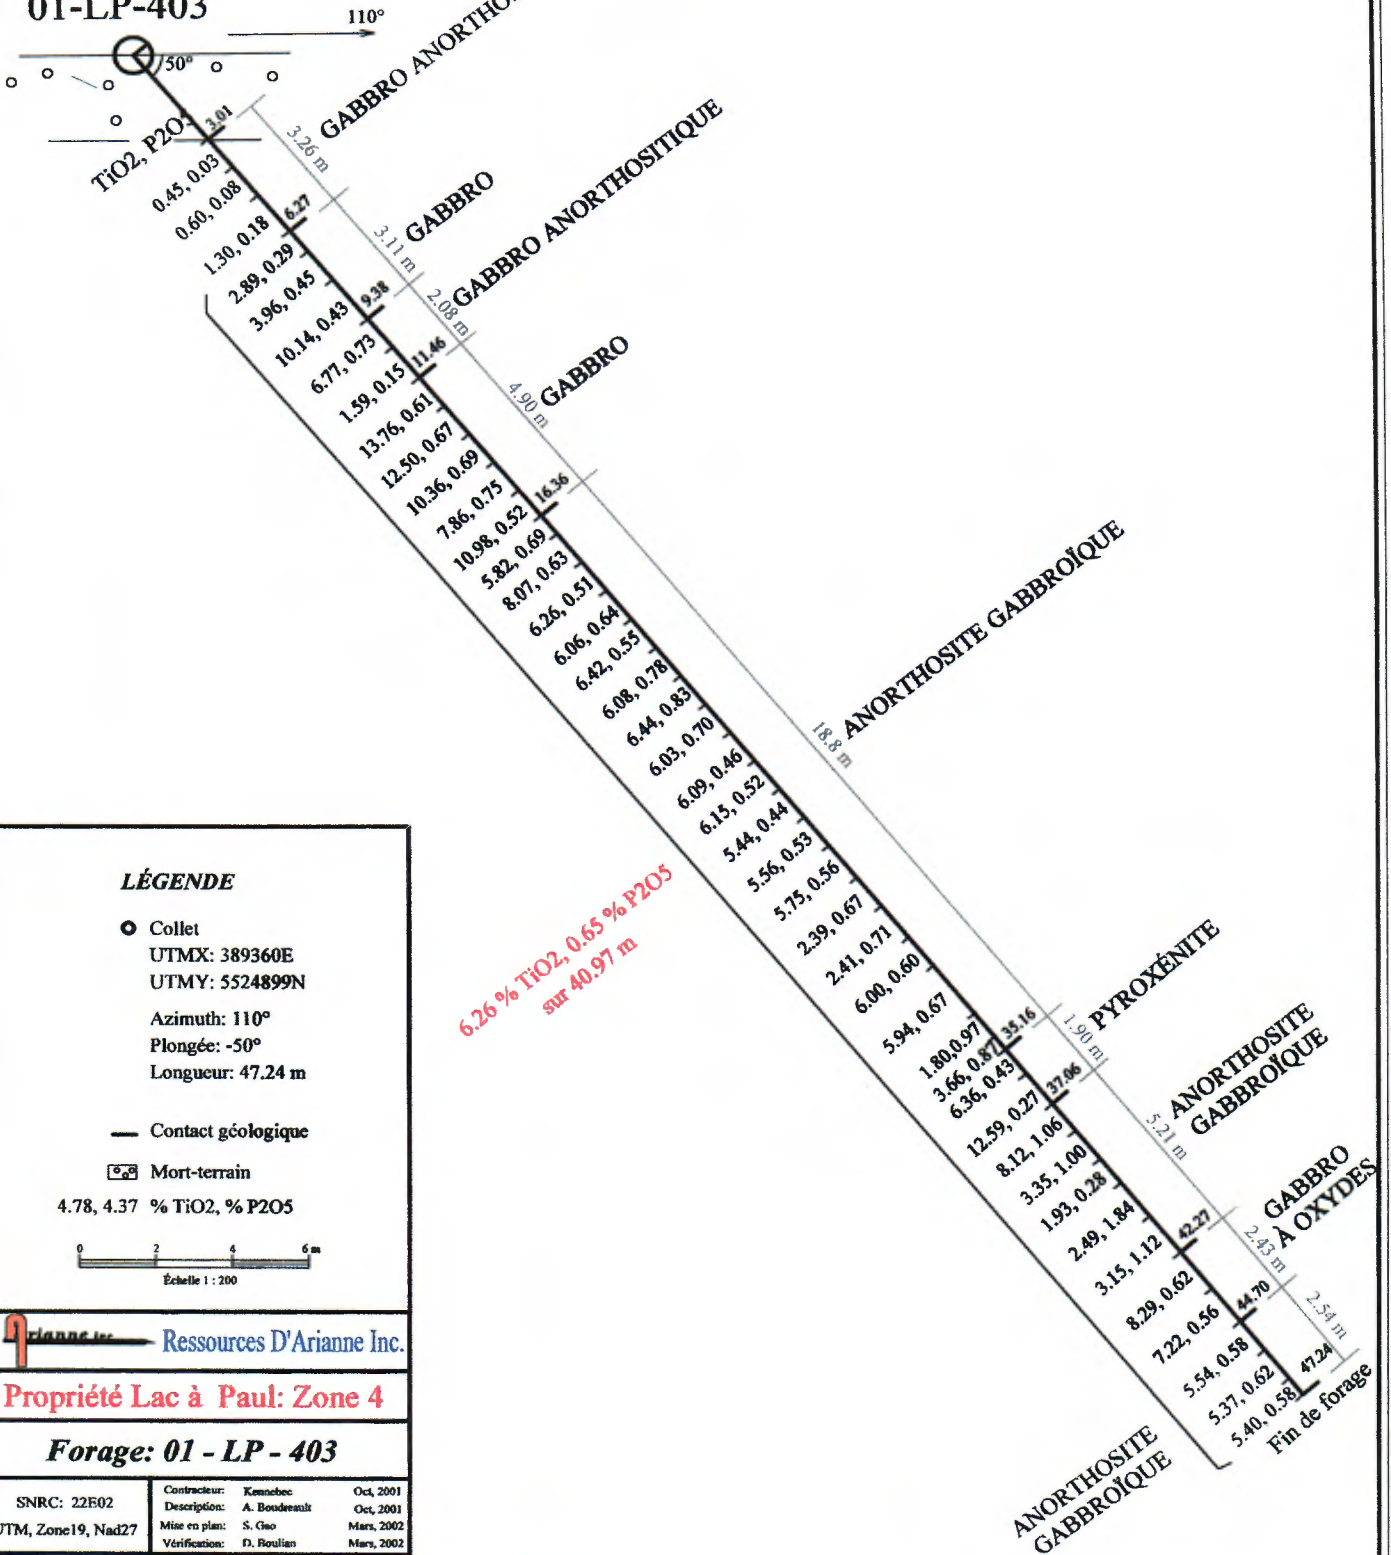 01-LP-403
110°
50°
TiO2, P2O5
3.01
0.45, 0.03
0.60, 0.08
1.30, 0.18
6.27
2.89, 0.29
3.96, 0.45
10.14, 0.43
9.38
6.77, 0.73
1.59, 0.15
11.46
13.76, 0.61
12.50, 0.67
10.36, 0.69
7.86, 0.75
10.98, 0.52
16.36
5.82, 0.69
8.07, 0.63
6.26, 0.51
6.06, 0.64
6.42, 0.55
6.08, 0.78
6.44, 0.83
6.03, 0.70
6.09, 0.46
6.15, 0.52
5.44, 0.44
5.56, 0.53
5.75, 0.56
2.39, 0.67
2.41, 0.71
6.00, 0.60
5.94, 0.67
1.80,0.97
35.16
3.66, 0.87
6.36, 0.43
12.59, 0.27
37.06
8.12, 1.06
3.35, 1.00
1.93, 0.28
2.49, 1.84
3.15, 1.12
42.27
8.29, 0.62
7.22, 0.56
44.70
5.54, 0.58
5.37, 0.62
5.40, 0.58
47.24
Fin de forage
3.26 m
GABBRO
3.11 m
GABBRO
2.08 m
GABBRO ANORTHOSITIQUE
4.90 m
GABBRO
18.8 m
ANORTHOSITE GABBROÏQUE
1.90 m
PYROXÉNITE
5.21 m
ANORTHOSITE
GABBROÏQUE
2.43 m
GABBRO
À OXYDES
2.54 m
ANORTHOSITE
GABBROÏQUE
6.26 % TiO2, 0.65 % P2O5
sur 40.97 m
LÉGENDE
Collet
UTMX: 389360E
UTMY: 5524899N
Azimuth: 110°
Plongée: -50°
Longueur: 47.24 m
Contact géologique
Mort-terrain
4.78, 4.37 % TiO2, % P2O5
0 2 4 6 m
Échelle 1 : 200
Ressources D'Arianne Inc.
Propriété Lac à Paul: Zone 4
Forage: 01 - LP - 403
SNRC: 22E02
UTM, Zone19, Nad27
Contracteur: Kennebec Oct, 2001
Description: A. Boudreault Oct, 2001
Mise en plan: S. Gao Mars, 2002
Vérification: D. Boulian Mars, 2002